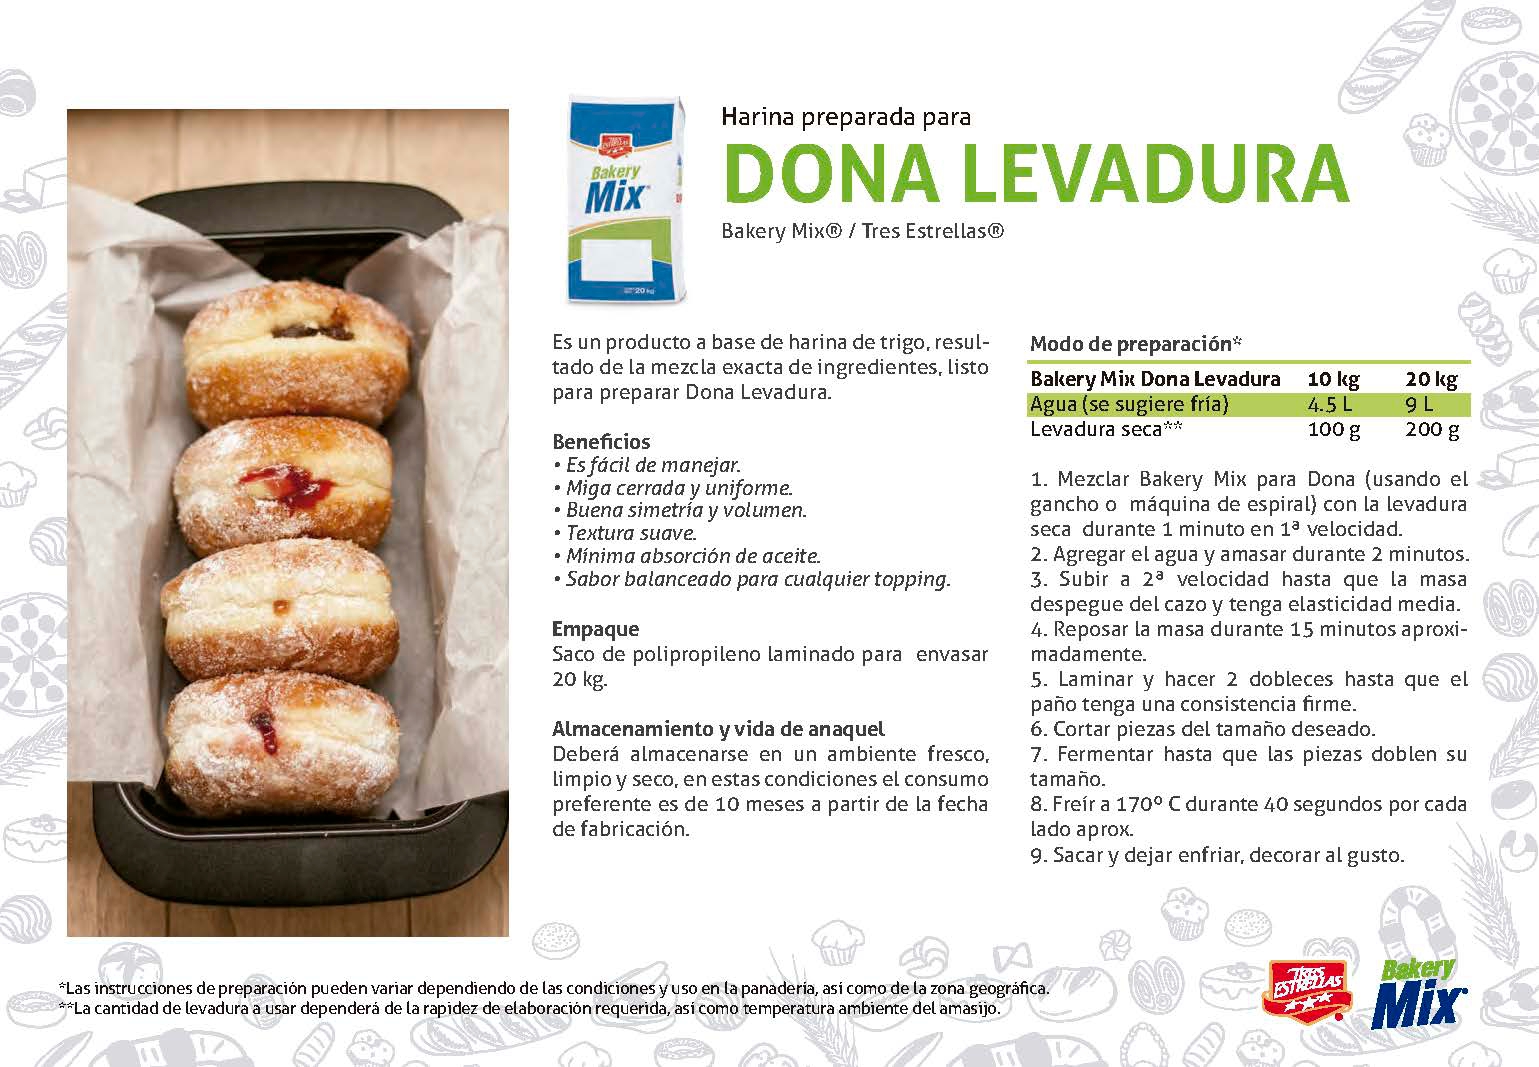 Harina preparada para
DONA LEVADURA
Bakery Mix® / Tres Estrellas®
TRES
ESTRELLAS
Bakery
Mix
20 kg
Es un producto a base de harina de trigo, resul-
tado de la mezcla exacta de ingredientes, listo
para preparar Dona Levadura.
Beneficios
• Es fácil de manejar.
• Miga cerrada y uniforme.
• Buena simetría y volumen.
• Textura suave.
• Mínima absorción de aceite.
• Sabor balanceado para cualquier topping.
Empaque
Saco de polipropileno laminado para envasar
20 kg.
Almacenamiento y vida de anaquel
Deberá almacenarse en un ambiente fresco,
limpio y seco, en estas condiciones el consumo
preferente es de 10 meses a partir de la fecha
de fabricación.
Modo de preparación*
Bakery Mix Dona Levadura 10 kg 20 kg
Agua (se sugiere fría) 4.5 L 9 L
Levadura seca** 100 g 200 g
1. Mezclar Bakery Mix para Dona (usando el
gancho o máquina de espiral) con la levadura
seca durante 1 minuto en 1ª velocidad.
2. Agregar el agua y amasar durante 2 minutos.
3. Subir a 2ª velocidad hasta que la masa
despegue del cazo y tenga elasticidad media.
4. Reposar la masa durante 15 minutos aproxi-
madamente.
5. Laminar y hacer 2 dobleces hasta que el
paño tenga una consistencia firme.
6. Cortar piezas del tamaño deseado.
7. Fermentar hasta que las piezas doblen su
tamaño.
8. Freír a 170º C durante 40 segundos por cada
lado aprox.
9. Sacar y dejar enfriar, decorar al gusto.
*Las instrucciones de preparación pueden variar dependiendo de las condiciones y uso en la panadería, así como de la zona geográfica.
**La cantidad de levadura a usar dependerá de la rapidez de elaboración requerida, así como temperatura ambiente del amasijo.
TRES
ESTRELLAS
Bakery
Mix